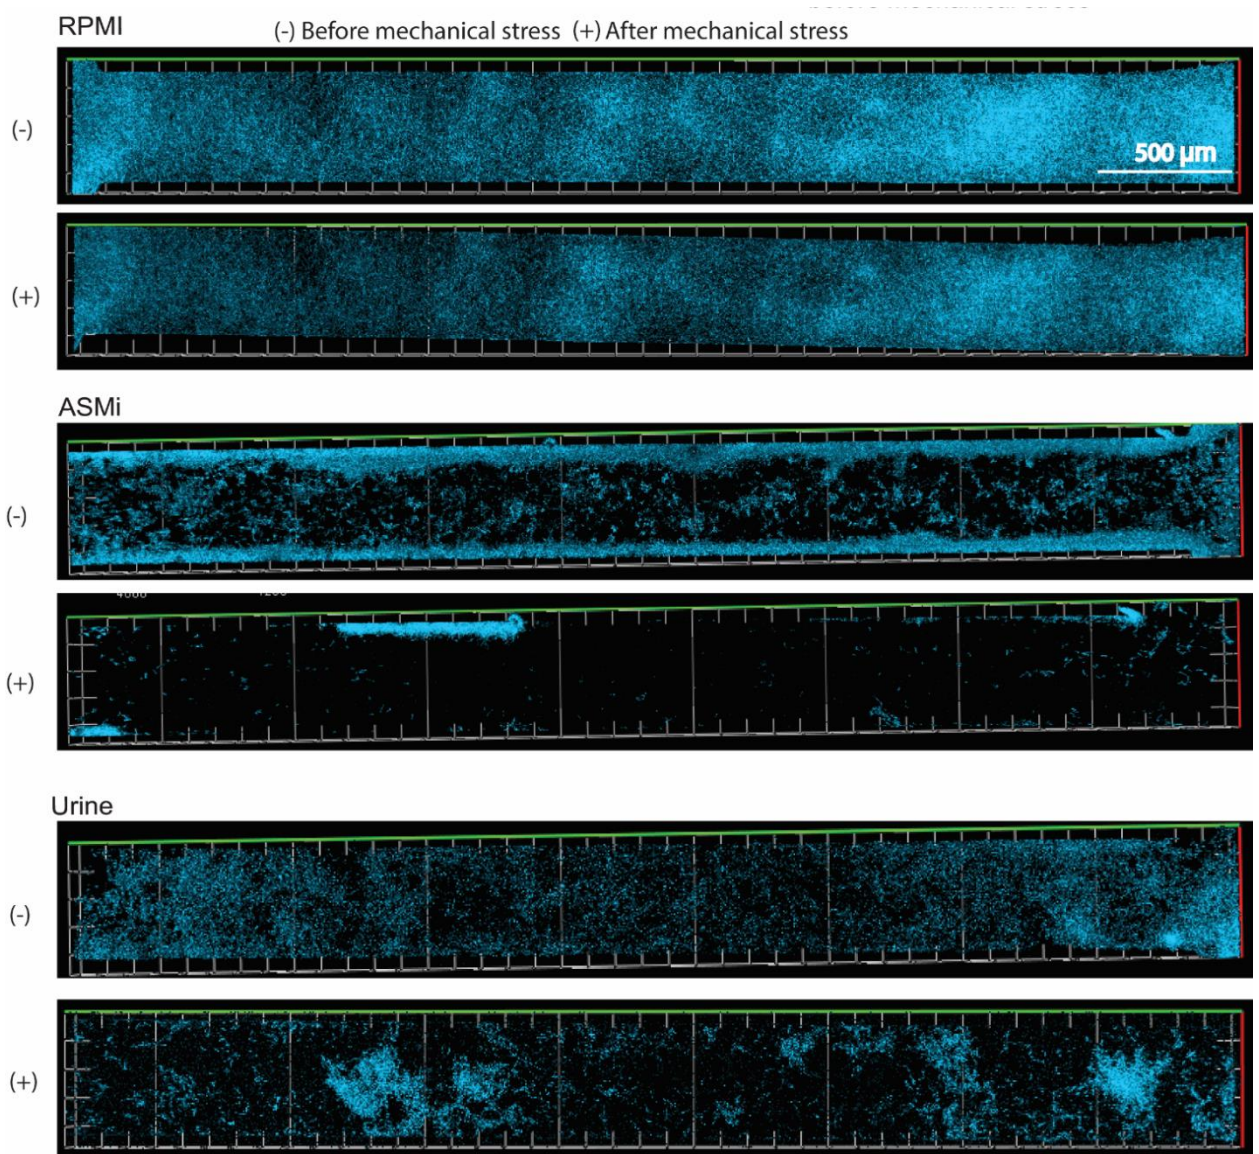 RPMI
(-) Before mechanical stress (+) After mechanical stress
(-)
500 µm
(+)
ASMi
(-)
(+)
Urine
(-)
(+)